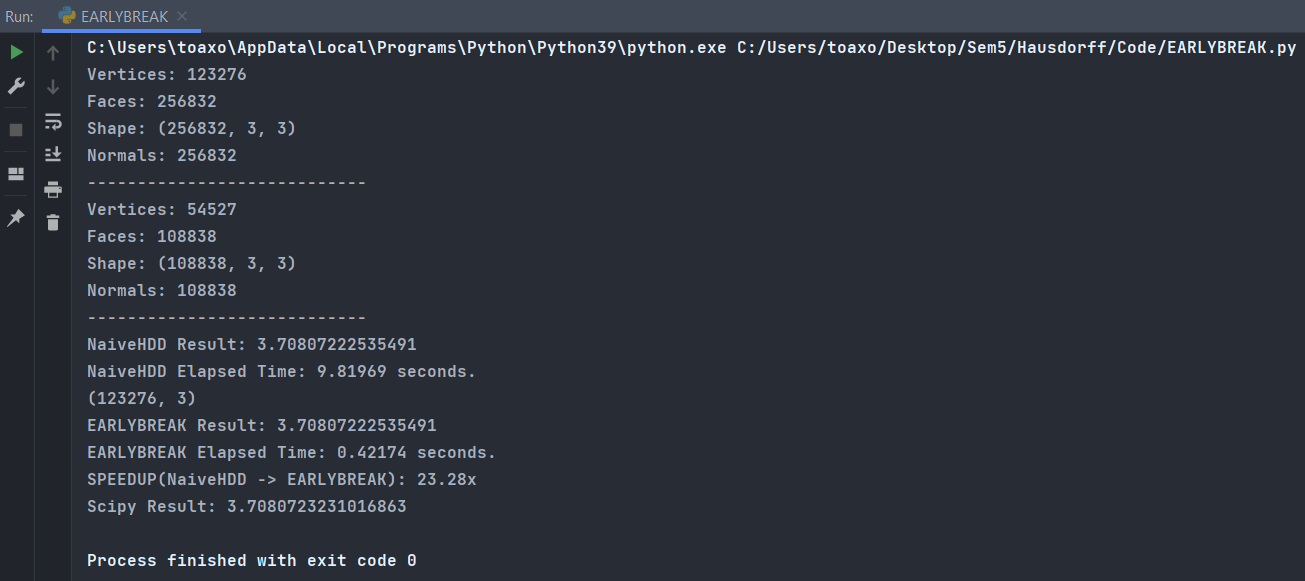 Run: EARLYBREAK
C:\Users\toaxo\AppData\Local\Programs\Python\Python39\python.exe C:/Users/toaxo/Desktop/Sem5/Hausdorff/Code/EARLYBREAK.py
Vertices: 123276
Faces: 256832
Shape: (256832, 3, 3)
Normals: 256832
----------------------------
Vertices: 54527
Faces: 108838
Shape: (108838, 3, 3)
Normals: 108838
----------------------------
NaiveHDD Result: 3.70807222535491
NaiveHDD Elapsed Time: 9.81969 seconds.
(123276, 3)
EARLYBREAK Result: 3.70807222535491
EARLYBREAK Elapsed Time: 0.42174 seconds.
SPEEDUP(NaiveHDD -> EARLYBREAK): 23.28x
Scipy Result: 3.7080723231016863
Process finished with exit code 0